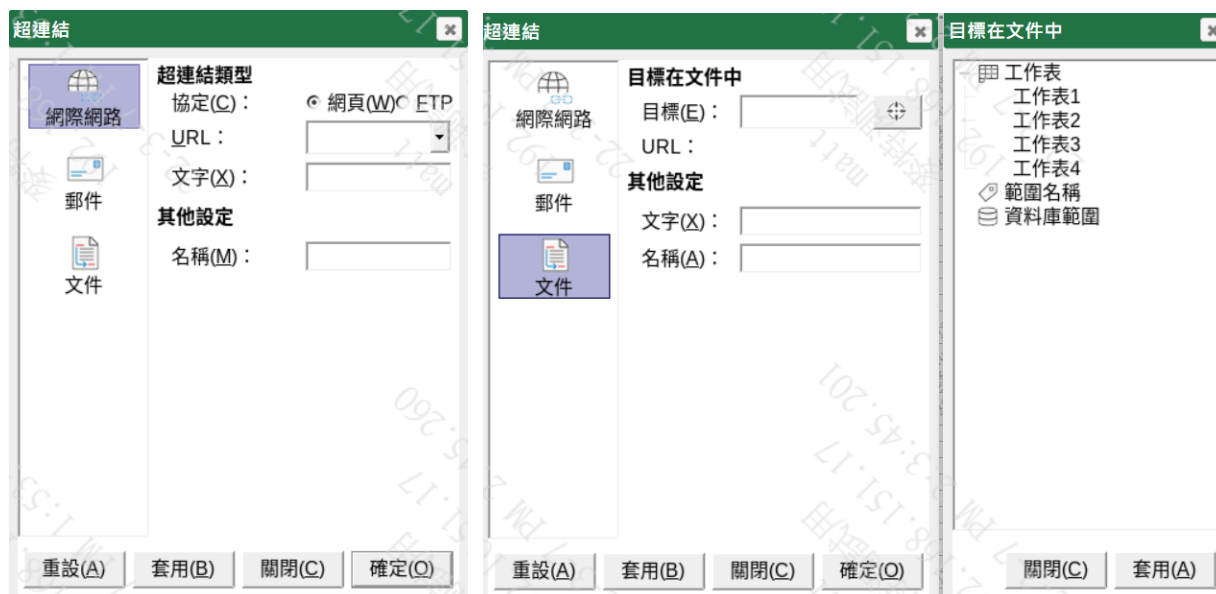 超連結
網際網路
郵件
文件
超連結類型
協定(C)： 網頁(W) FTP
URL：
文字(X)：
其他設定
名稱(M)：
重設(A) 套用(B) 關閉(C) 確定(O)
超連結
網際網路
郵件
文件
目標在文件中
目標(E)：
URL：
其他設定
文字(X)：
名稱(A)：
重設(A) 套用(B) 關閉(C) 確定(O)
目標在文件中
工作表
工作表1
工作表2
工作表3
工作表4
範圍名稱
資料庫範圍
關閉(C) 套用(A)